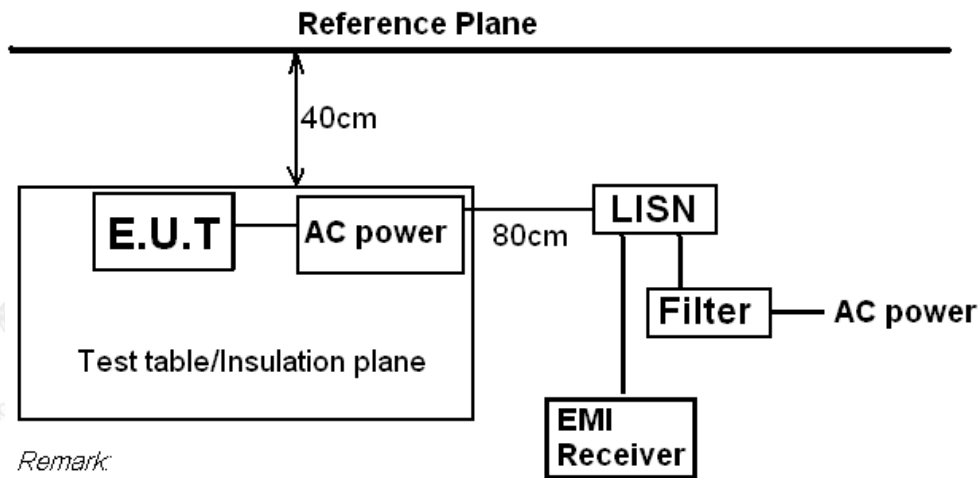 Reference Plane
40cm
E.U.T
AC power
80cm
LISN
Filter
AC power
Test table/Insulation plane
EMI
Receiver
Remark: